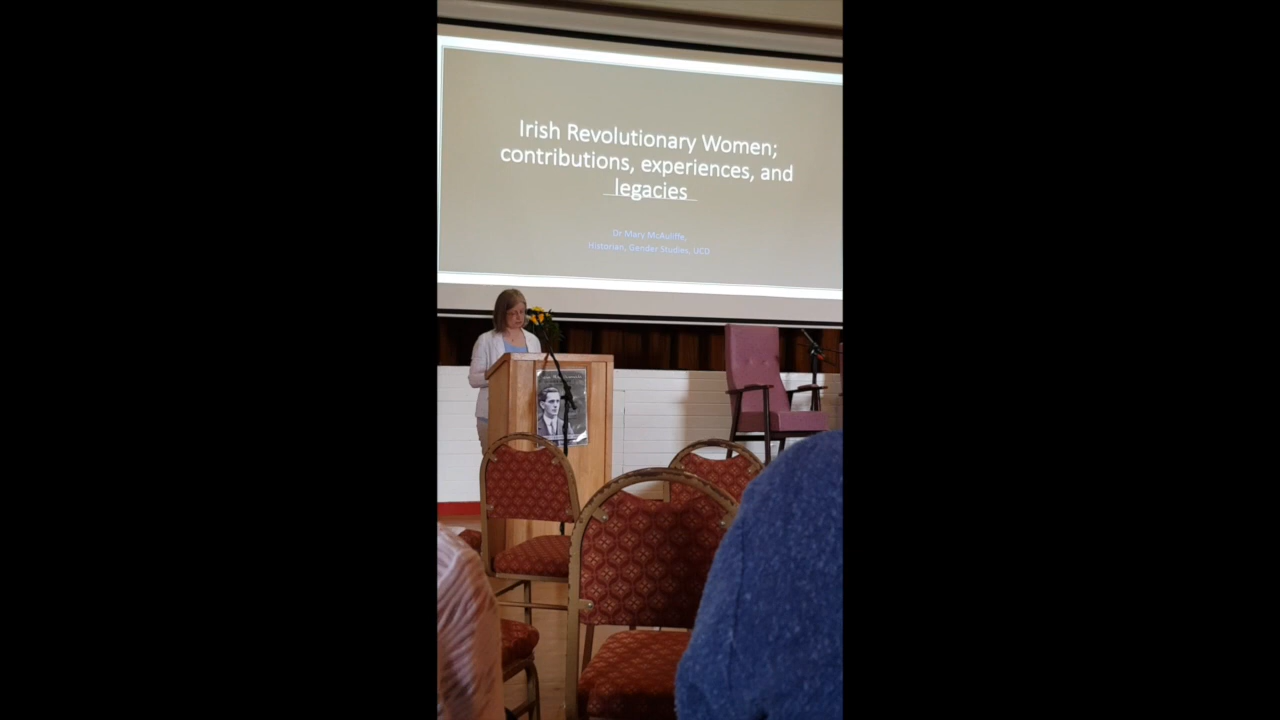 Irish Revolutionary Women;
contributions, experiences, and
legacies
Dr Mary McAuliffe,
Historian, Gender Studies, UCD